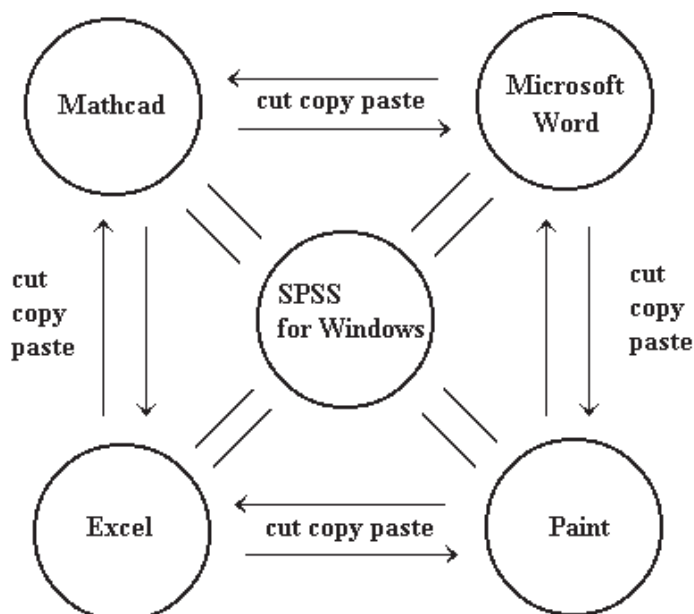 Mathcad
cut copy paste
Microsoft
Word
cut
copy
paste
SPSS
for Windows
cut
copy
paste
Excel
cut copy paste
Paint